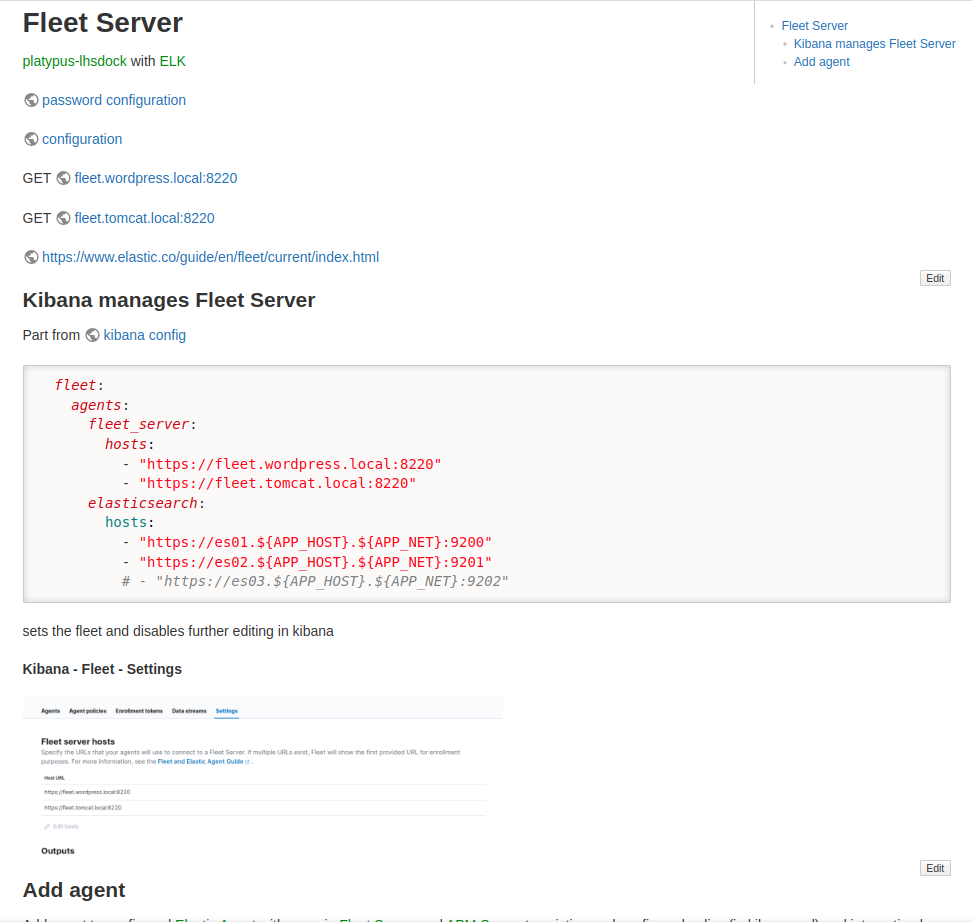 Fleet Server
platypus-lhsdock with ELK
password configuration
configuration
GET fleet.wordpress.local:8220
GET fleet.tomcat.local:8220
https://www.elastic.co/guide/en/fleet/current/index.html
Fleet Server
Kibana manages Fleet Server
Add agent
Edit
Kibana manages Fleet Server
Part from kibana config
fleet:
agents:
fleet_server:
hosts:
- "https://fleet.wordpress.local:8220"
- "https://fleet.tomcat.local:8220"
elasticsearch:
hosts:
- "https://es01.${APP_HOST}.${APP_NET}:9200"
- "https://es02.${APP_HOST}.${APP_NET}:9201"
# - "https://es03.${APP_HOST}.${APP_NET}:9202"
sets the fleet and disables further editing in kibana
Kibana - Fleet - Settings
Agents Agent policies Enrollment tokens Data streams Settings
Fleet server hosts
Specify the URLs that your agents will use to connect to a Fleet Server. If multiple URLs exist, Fleet will show the first provided URL for enrollment
purposes. For more information, see the Fleet and Elastic Agent Guide .
Host URL
https://fleet.wordpress.local:8220
https://fleet.tomcat.local:8220
Edit hosts
Outputs
Edit
Add agent